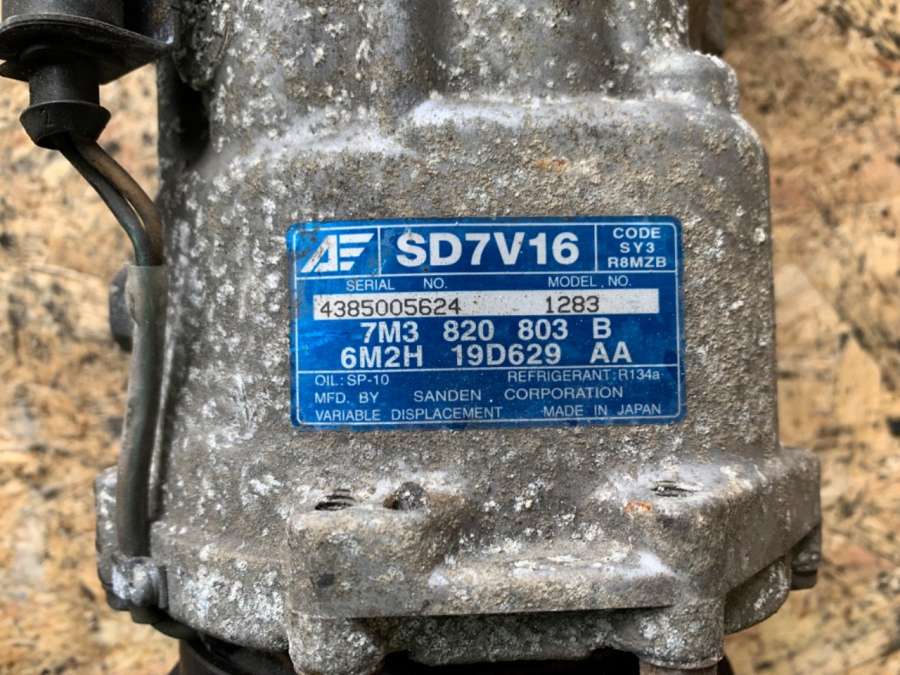 AE SD7V16 CODE
SY3
R8MZB
SERIAL NO. MODEL, NO.
4385005624 1283
7M3 820 803 B
6M2H 19D629 AA
OIL: SP-10 REFRIGERANT: R134a
MFD. BY SANDEN CORPORATION
VARIABLE DISPLACEMENT MADE IN JAPAN